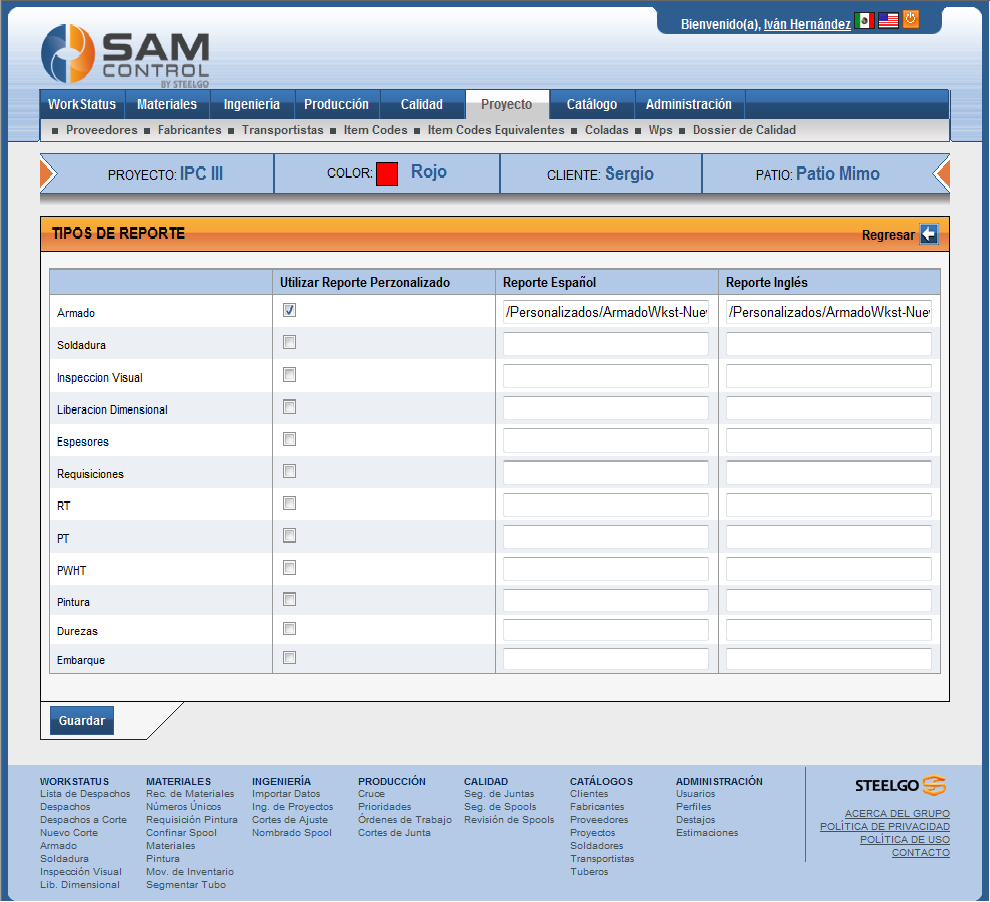 Bienvenido(a), Iván Hernández
SAM
CONTROL
BY STEELGO
WorkStatus Materiales Ingeniería Producción Calidad Proyecto Catálogo Administración
Proveedores Fabricantes Transportistas Item Codes Item Codes Equivalentes Coladas Wps Dossier de Calidad
PROYECTO: IPC III COLOR: Rojo CLIENTE: Sergio PATIO: Patio Mimo
TIPOS DE REPORTE Regresar
Utilizar Reporte Perzonalizado Reporte Español Reporte Inglés
Armado /Personalizados/ArmadoWkst-Nuev /Personalizados/ArmadoWkst-Nuev
Soldadura
Inspeccion Visual
Liberacion Dimensional
Espesores
Requisiciones
RT
PT
PWHT
Pintura
Durezas
Embarque
Guardar
WORKSTATUS
Lista de Despachos
Despachos
Despachos a Corte
Nuevo Corte
Armado
Soldadura
Inspección Visual
Lib. Dimensional
MATERIALES
Rec. de Materiales
Números Únicos
Requisición Pintura
Confinar Spool
Materiales
Pintura
Mov. de Inventario
Segmentar Tubo
INGENIERÍA
Importar Datos
Ing. de Proyectos
Cortes de Ajuste
Nombrado Spool
PRODUCCIÓN
Cruce
Prioridades
Órdenes de Trabajo
Cortes de Junta
CALIDAD
Seg. de Juntas
Seg. de Spools
Revisión de Spools
CATÁLOGOS
Clientes
Fabricantes
Proveedores
Proyectos
Soldadores
Transportistas
Tuberos
ADMINISTRACIÓN
Usuarios
Perfiles
Destajos
Estimaciones
STEELGO
ACERCA DEL GRUPO
POLÍTICA DE PRIVACIDAD
POLÍTICA DE USO
CONTACTO